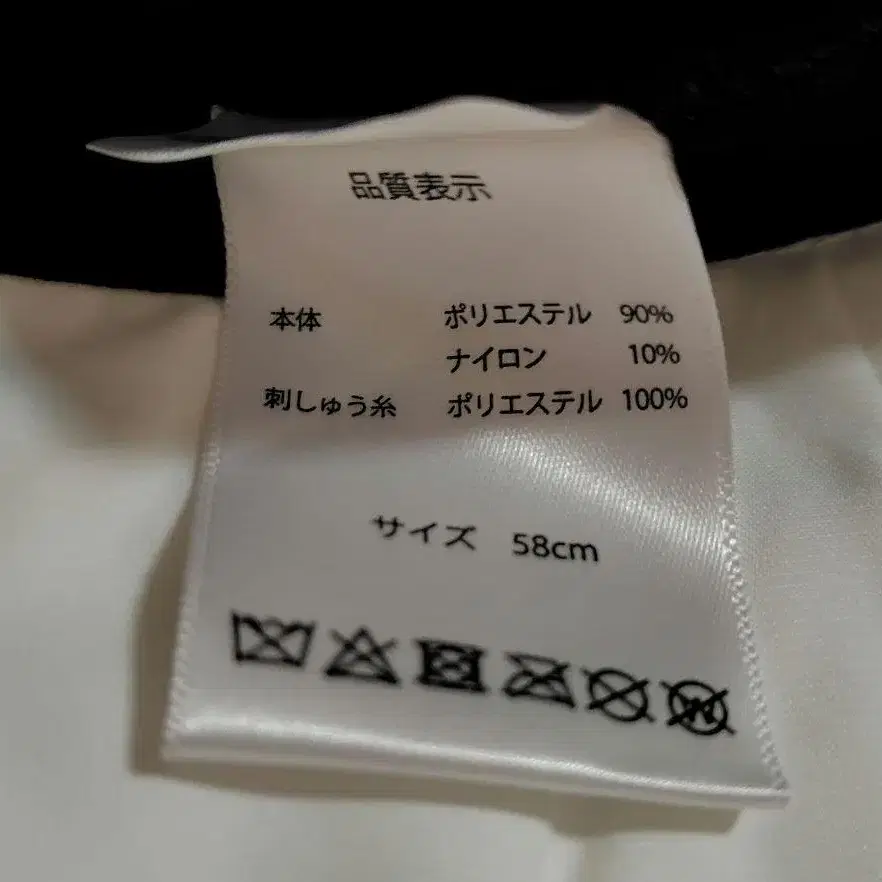 品質表示
本体 ポリエステル 90%
ナイロン 10%
刺しゅう糸 ポリエステル 100%
サイズ 58cm